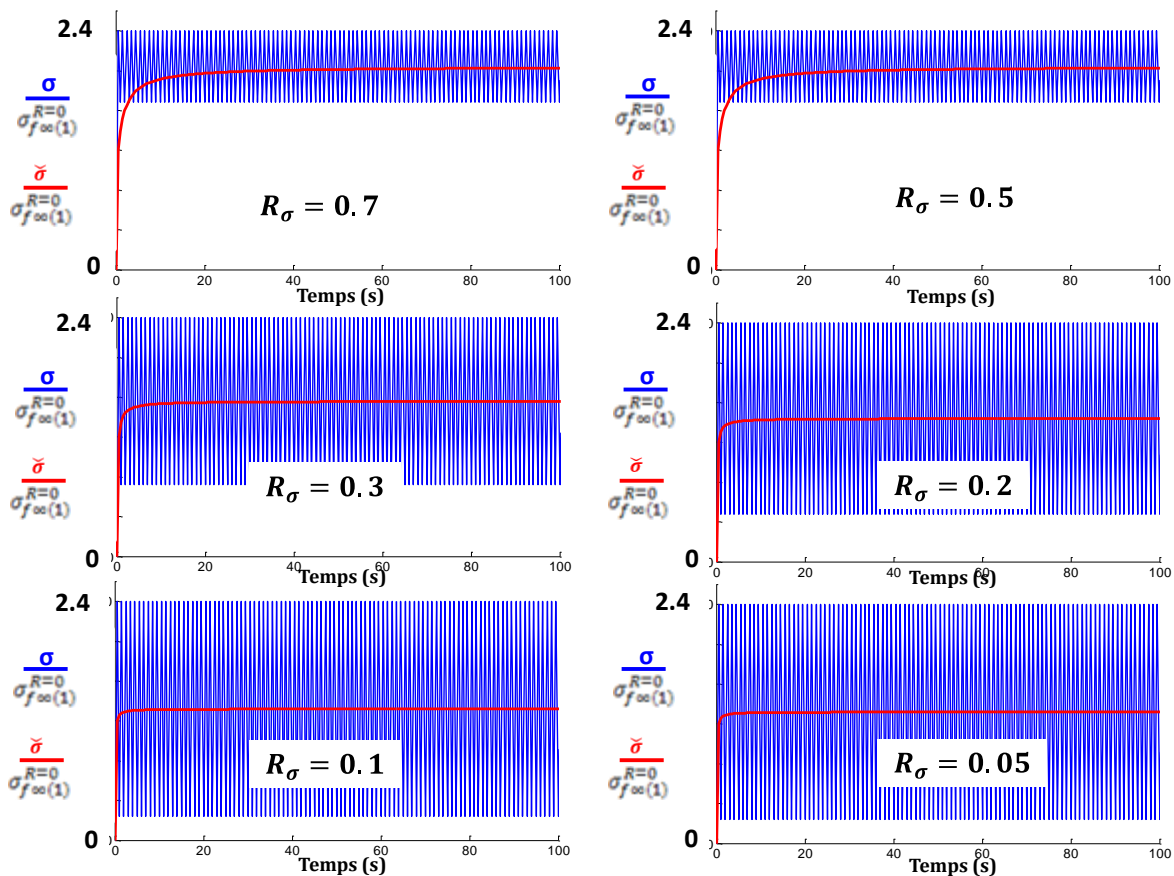 2.4
σ
σ_{f∞(1)}^{R=0}
σ̌
σ_{f∞(1)}^{R=0}
R_σ = 0.7
0
0 20 40 60 80 100
Temps (s)
2.4
σ
σ_{f∞(1)}^{R=0}
σ̌
σ_{f∞(1)}^{R=0}
R_σ = 0.5
0
0 20 40 60 80 100
Temps (s)
2.4
σ
σ_{f∞(1)}^{R=0}
σ̌
σ_{f∞(1)}^{R=0}
R_σ = 0.3
0
0 20 40 60 80 100
Temps (s)
2.4
σ
σ_{f∞(1)}^{R=0}
σ̌
σ_{f∞(1)}^{R=0}
R_σ = 0.2
0
0 20 40 60 80 100
Temps (s)
2.4
σ
σ_{f∞(1)}^{R=0}
σ̌
σ_{f∞(1)}^{R=0}
R_σ = 0.1
0
0 20 40 60 80 100
Temps (s)
2.4
σ
σ_{f∞(1)}^{R=0}
σ̌
σ_{f∞(1)}^{R=0}
R_σ = 0.05
0
0 20 40 60 80 100
Temps (s)